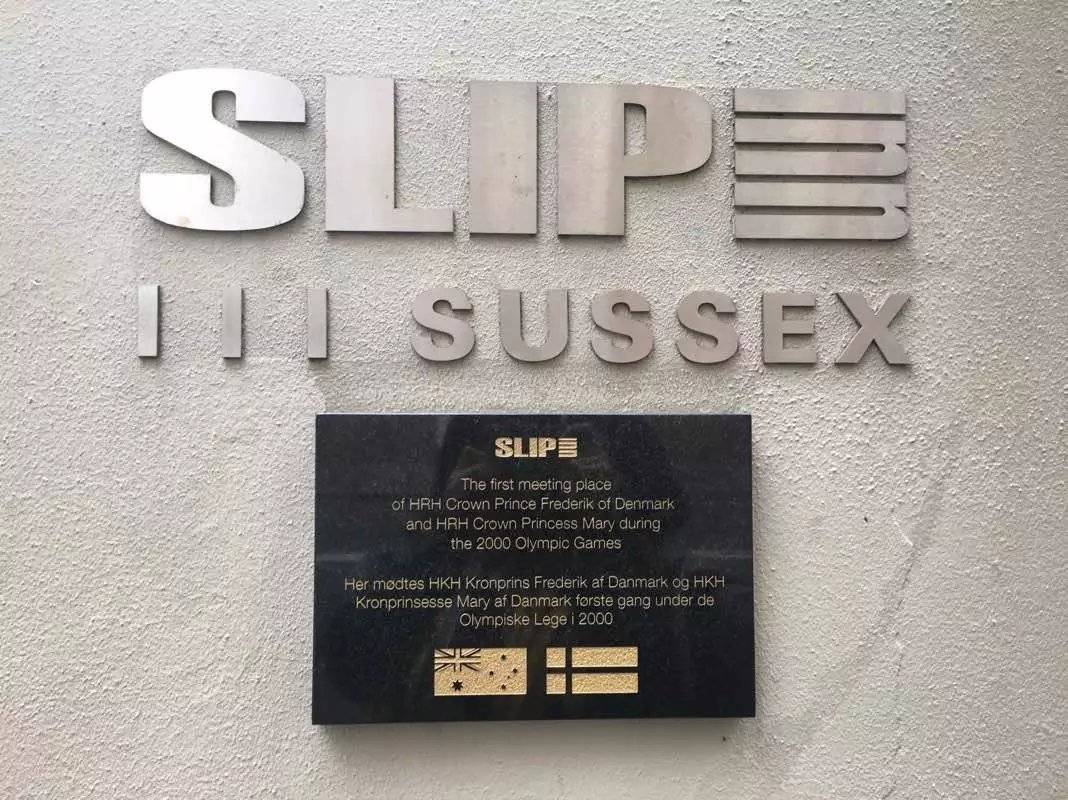 SLIP
111 SUSSEX
SLIP
The first meeting place
of HRH Crown Prince Frederik of Denmark
and HRH Crown Princess Mary during
the 2000 Olympic Games
Her mødtes HKH Kronprins Frederik af Danmark og HKH
Kronprinsesse Mary af Danmark første gang under de
Olympiske Lege i 2000